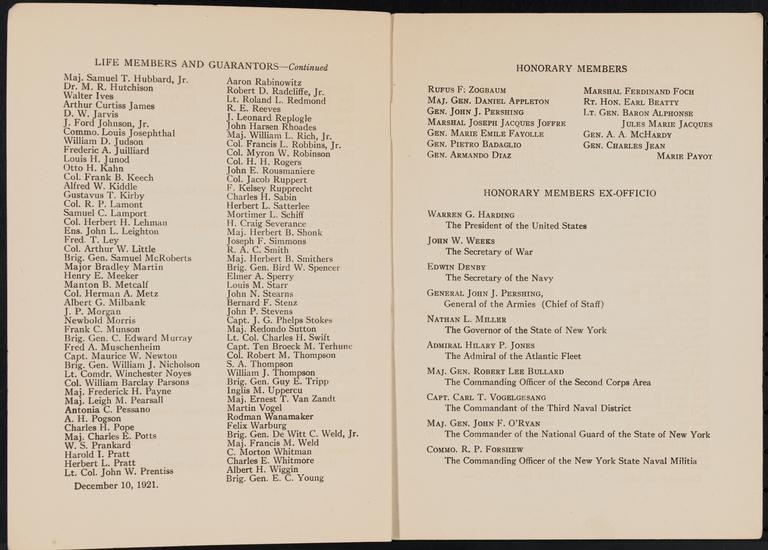 LIFE MEMBERS AND GUARANTORS—Continued
Maj. Samuel T. Hubbard, Jr.
Dr. M. R. Hutchison
Walter Ives
Arthur Curtiss James
D. W. Jarvis
J. Ford Johnson, Jr.
Commo. Louis Josephthal
William D. Judson
Frederic A. Juilliard
Louis H. Junod
Otto H. Kahn
Col. Frank B. Keech
Alfred W. Kiddle
Gustavus T. Kirby
Col. R. P. Lamont
Samuel C. Lamport
Col. Herbert H. Lehman
Ens. John L. Leighton
Fred. T. Ley
Col. Arthur W. Little
Brig. Gen. Samuel McRoberts
Major Bradley Martin
Henry E. Meeker
Manton B. Metcalf
Col. Herman A. Metz
Albert G. Milbank
J. P. Morgan
Newbold Morris
Frank C. Munson
Brig. Gen. C. Edward Murray
Fred A. Muschenheim
Capt. Maurice W. Newton
Brig. Gen. William J. Nicholson
Lt. Comdr. Winchester Noyes
Col. William Barclay Parsons
Maj. Frederick H. Payne
Maj. Leigh M. Pearsall
Antonia C. Pessano
A. H. Pogson
Charles H. Pope
Maj. Charles E. Potts
W. S. Prankard
Harold I. Pratt
Herbert L. Pratt
Lt. Col. John W. Prentiss
Aaron Rabinowitz
Robert D. Radcliffe, Jr.
Lt. Roland L. Redmond
R. E. Reeves
J. Leonard Replogle
John Harsen Rhoades
Maj. William L. Rich, Jr.
Col. Francis L. Robbins, Jr.
Col. Myron W. Robinson
Col. H. H. Rogers
John E. Rousmaniere
Col. Jacob Ruppert
F. Kelsey Rupprecht
Charles H. Sabin
Herbert L. Satterlee
Mortimer L. Schiff
H. Craig Severance
Maj. Herbert B. Shonk
Joseph F. Simmons
R. A. C. Smith
Maj. Herbert B. Smithers
Brig. Gen. Bird W. Spencer
Elmer A. Sperry
Louis M. Starr
John N. Stearns
Bernard F. Stenz
John P. Stevens
Capt. J. G. Phelps Stokes
Maj. Redondo Sutton
Lt. Col. Charles H. Swift
Capt. Ten Broeck M. Terhune
Col. Robert M. Thompson
S. A. Thompson
William J. Thompson
Brig. Gen. Guy E. Tripp
Inglis M. Uppercu
Maj. Ernest T. Van Zandt
Martin Vogel
Rodman Wanamaker
Felix Warburg
Brig. Gen. De Witt C. Weld, Jr.
Maj. Francis M. Weld
C. Morton Whitman
Charles E. Whitmore
Albert H. Wiggin
Brig. Gen. E. C. Young
December 10, 1921.
HONORARY MEMBERS
RUFUS F. ZOGBAUM
MAJ. GEN. DANIEL APPLETON
GEN. JOHN J. PERSHING
MARSHAL JOSEPH JACQUES JOFFRE
GEN. MARIE EMILE FAYOLLE
GEN. PIETRO BADAGLIO
GEN. ARMANDO DIAZ
MARSHAL FERDINAND FOCH
RT. HON. EARL BEATTY
LT. GEN. BARON ALPHONSE
JULES MARIE JACQUES
GEN. A. A. MCHARDY
GEN. CHARLES JEAN
MARIE PAYOT
HONORARY MEMBERS EX-OFFICIO
WARREN G. HARDING
The President of the United States
JOHN W. WEEKS
The Secretary of War
EDWIN DENBY
The Secretary of the Navy
GENERAL JOHN J. PERSHING,
General of the Armies (Chief of Staff)
NATHAN L. MILLER
The Governor of the State of New York
ADMIRAL HILARY P. JONES
The Admiral of the Atlantic Fleet
MAJ. GEN. ROBERT LEE BULLARD
The Commanding Officer of the Second Corps Area
CAPT. CARL T. VOGELGESANG
The Commandant of the Third Naval District
MAJ. GEN. JOHN F. O'RYAN
The Commander of the National Guard of the State of New York
COMMO. R. P. FORSHEW
The Commanding Officer of the New York State Naval Militia